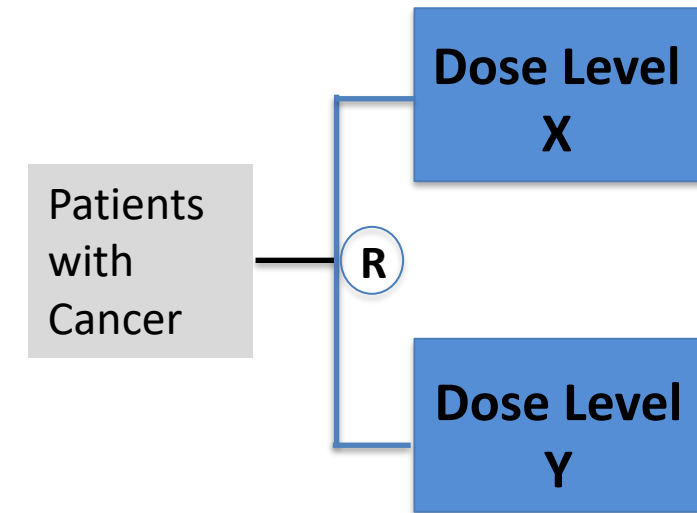 Dose Level
X
Patients
with
Cancer
R
Dose Level
Y